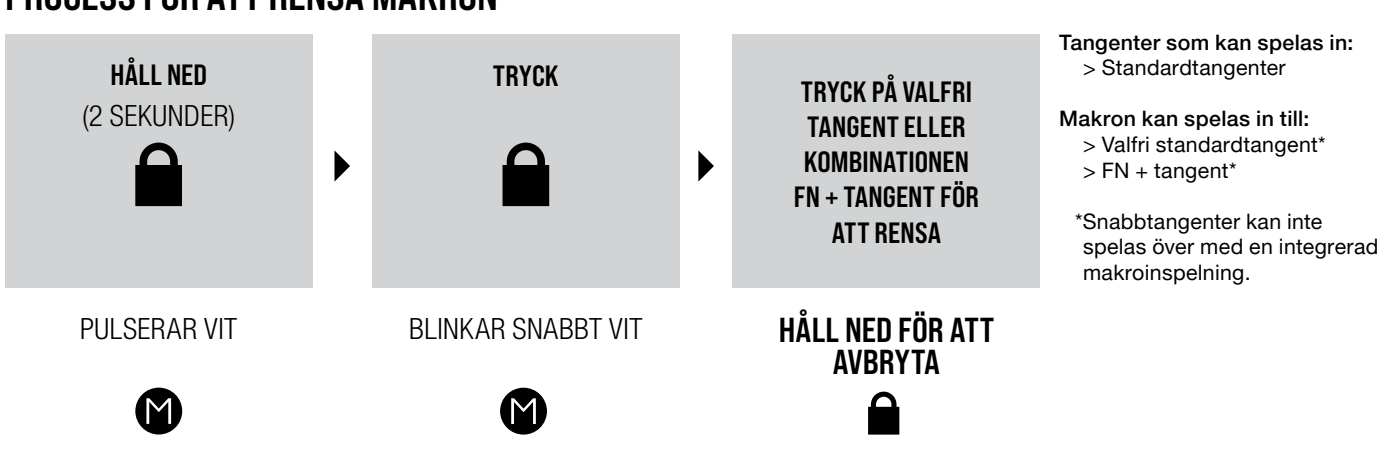 PROCESS FÖR ATT RENSA MAKRON
HÅLL NED
(2 SEKUNDER)
PULSERAR VIT
M
TRYCK
BLINKAR SNABBT VIT
M
TRYCK PÅ VALFRI
TANGENT ELLER
KOMBINATIONEN
FN + TANGENT FÖR
ATT RENSA
HÅLL NED FÖR ATT
AVBRYTA
Tangenter som kan spelas in:
> Standardtangenter
Makron kan spelas in till:
> Valfri standardtangent*
> FN + tangent*
*Snabbtangenter kan inte
spelas över med en integrerad
makroinspelning.